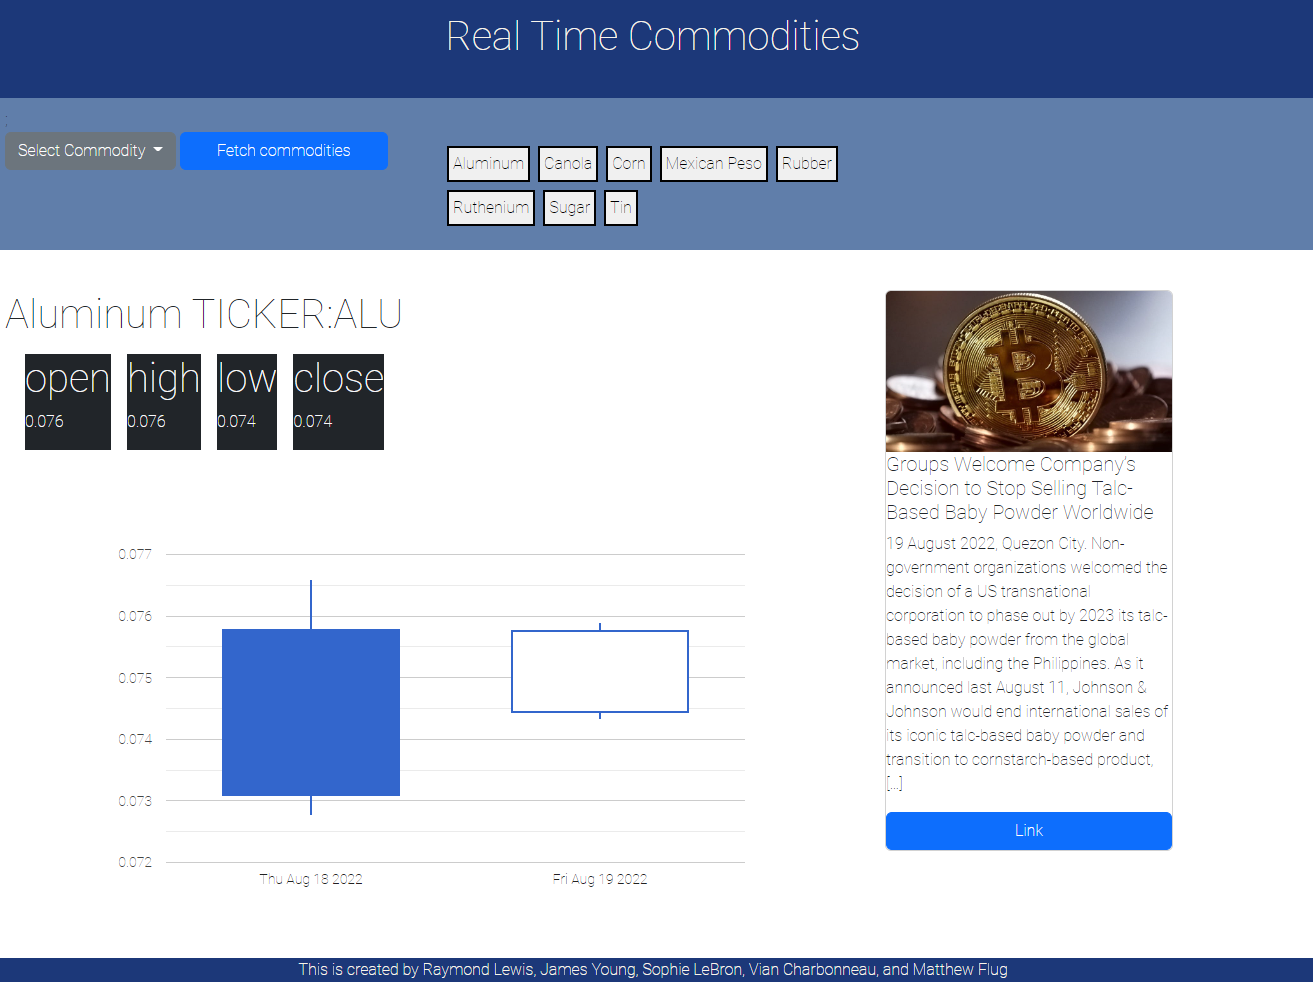 Real Time Commodities
:
Select Commodity
Fetch commodities
Aluminum Canola Corn Mexican Peso Rubber
Ruthenium Sugar Tin
Aluminum TICKER:ALU
open high low close
0.076 0.076 0.074 0.074
0.077
0.076
0.075
0.074
0.073
0.072
Thu Aug 18 2022 Fri Aug 19 2022
Groups Welcome Company's
Decision to Stop Selling Talc-
Based Baby Powder Worldwide
19 August 2022, Quezon City. Non-
government organizations welcomed the
decision of a US transnational
corporation to phase out by 2023 its talc-
based baby powder from the global
market, including the Philippines. As it
announced last August 11, Johnson &
Johnson would end international sales of
its iconic talc-based baby powder and
transition to cornstarch-based product,
[...]
Link
This is created by Raymond Lewis, James Young, Sophie LeBron, Vian Charbonneau, and Matthew Flug